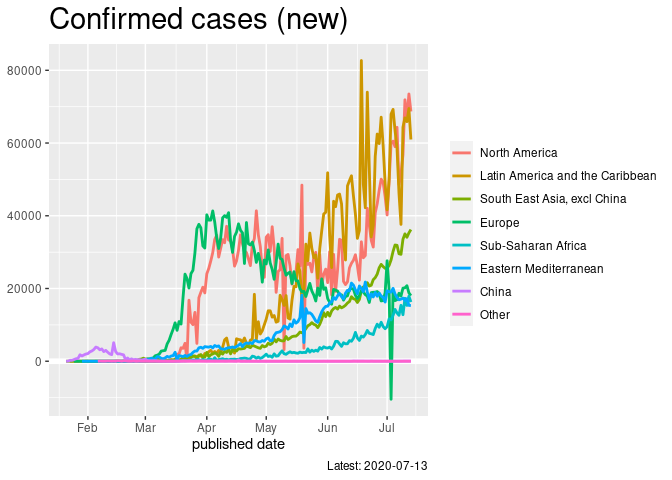 Confirmed cases (new)
80000
60000
40000
20000
0
Feb Mar Apr May Jun Jul
published date
North America
Latin America and the Caribbean
South East Asia, excl China
Europe
Sub-Saharan Africa
Eastern Mediterranean
China
Other
Latest: 2020-07-13